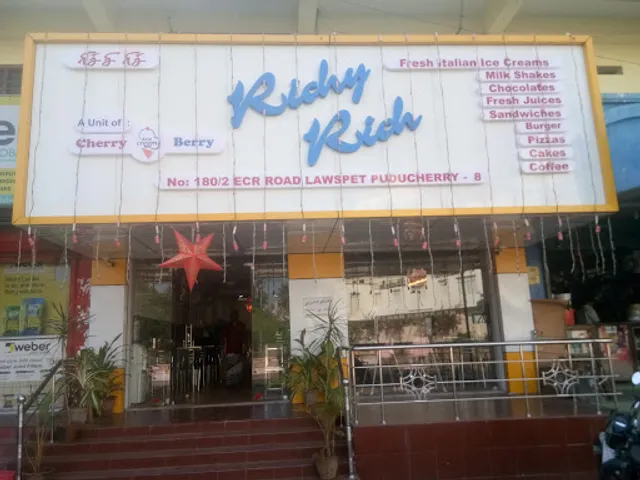 Richy
Rich
Fresh Italian Ice Creams
Milk Shakes
Chocolates
Fresh Juices
Sandwiches
Burger
Pizzas
Cakes
Coffee
A Unit of :
Cherry Berry
No: 180/2 ECR ROAD LAWSPET PUDUCHERRY - 8
weber